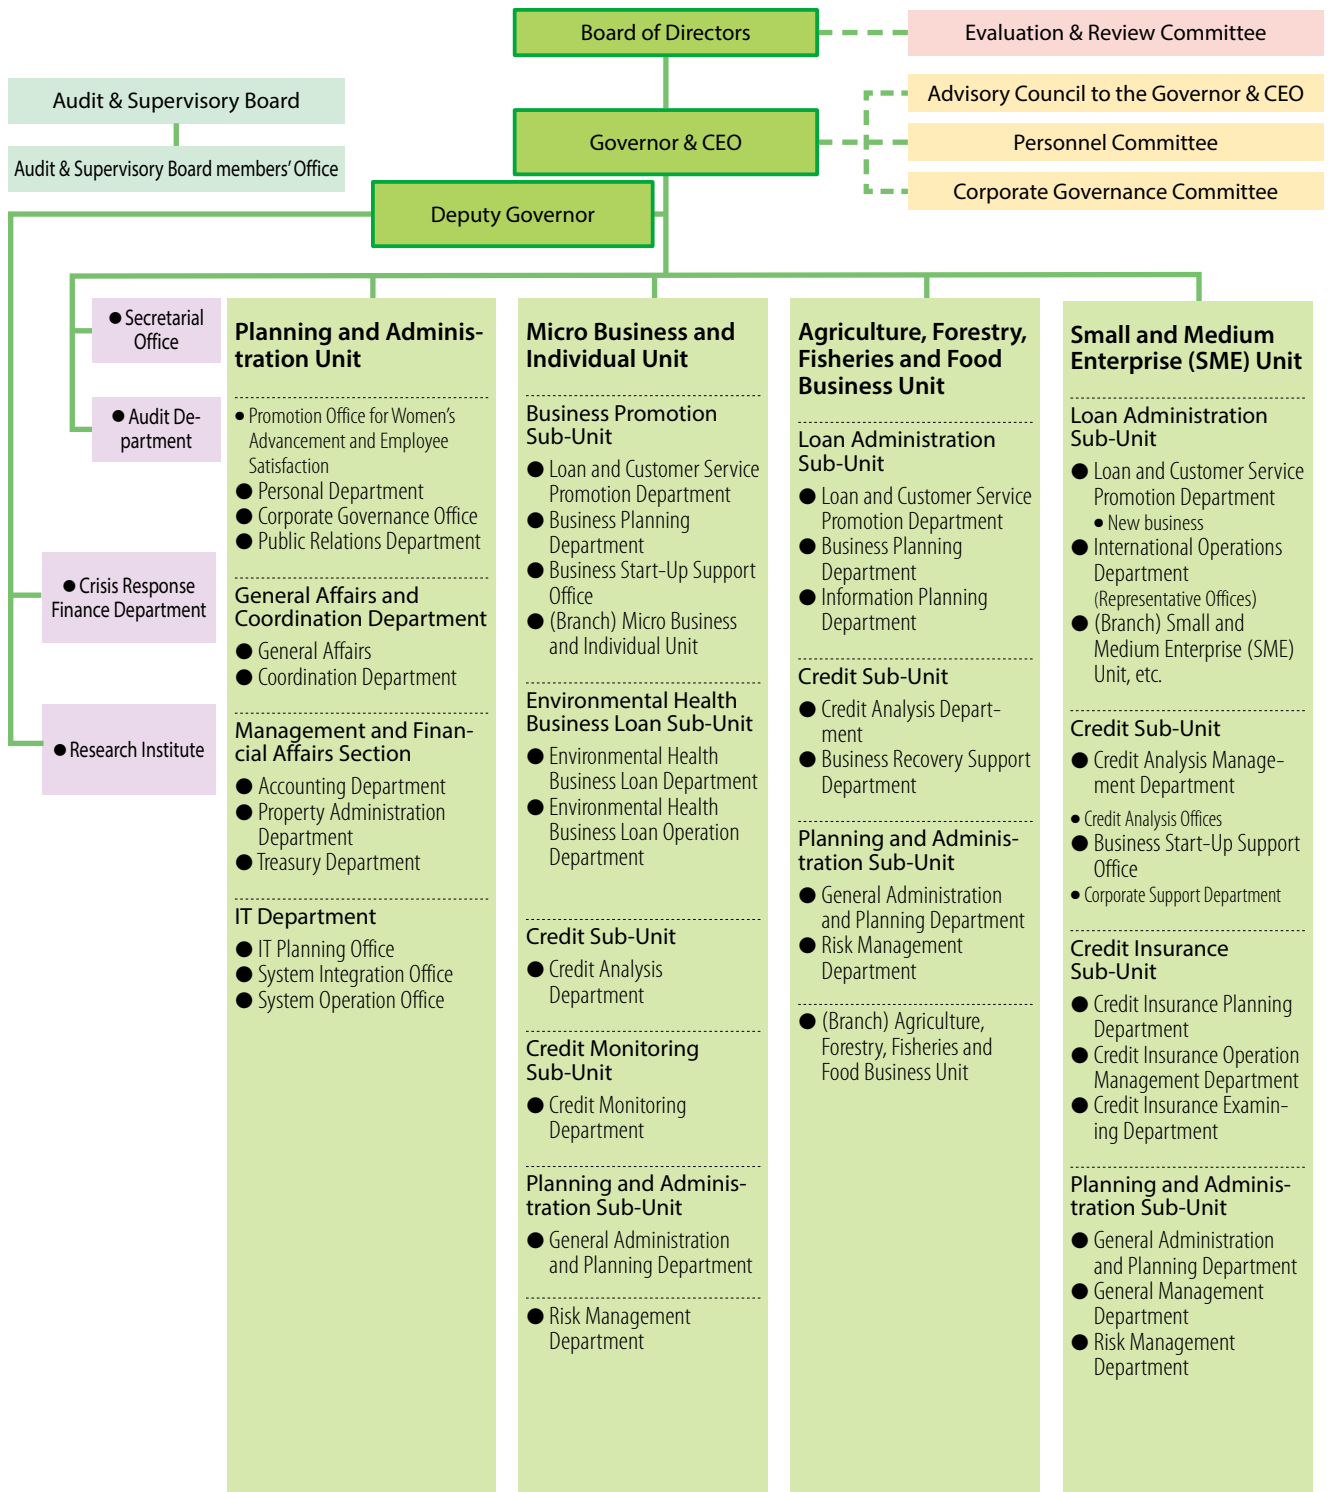 Board of Directors
Evaluation & Review Committee
Audit & Supervisory Board
Advisory Council to the Governor & CEO
Governor & CEO
Personnel Committee
Audit & Supervisory Board members' Office
Corporate Governance Committee
Deputy Governor
● Secretarial
Office
● Audit De-
partment
● Crisis Response
Finance Department
● Research Institute
Planning and Adminis-
tration Unit
● Promotion Office for Women's
Advancement and Employee
Satisfaction
● Personal Department
● Corporate Governance Office
● Public Relations Department
General Affairs and
Coordination Department
● General Affairs
● Coordination Department
Management and Finan-
cial Affairs Section
● Accounting Department
● Property Administration
Department
● Treasury Department
IT Department
● IT Planning Office
● System Integration Office
● System Operation Office
Micro Business and
Individual Unit
Business Promotion
Sub-Unit
● Loan and Customer Service
Promotion Department
● Business Planning
Department
● Business Start-Up Support
Office
● (Branch) Micro Business
and Individual Unit
Environmental Health
Business Loan Sub-Unit
● Environmental Health
Business Loan Department
● Environmental Health
Business Loan Operation
Department
Credit Sub-Unit
● Credit Analysis
Department
Credit Monitoring
Sub-Unit
● Credit Monitoring
Department
Planning and Adminis-
tration Sub-Unit
● General Administration
and Planning Department
● Risk Management
Department
Agriculture, Forestry,
Fisheries and Food
Business Unit
Loan Administration
Sub-Unit
● Loan and Customer Service
Promotion Department
● Business Planning
Department
● Information Planning
Department
Credit Sub-Unit
● Credit Analysis Depart-
ment
● Business Recovery Support
Department
Planning and Adminis-
tration Sub-Unit
● General Administration
and Planning Department
● Risk Management
Department
● (Branch) Agriculture,
Forestry, Fisheries and
Food Business Unit
Small and Medium
Enterprise (SME) Unit
Loan Administration
Sub-Unit
● Loan and Customer Service
Promotion Department
● New business
● International Operations
Department
(Representative Offices)
● (Branch) Small and
Medium Enterprise (SME)
Unit, etc.
Credit Sub-Unit
● Credit Analysis Manage-
ment Department
● Credit Analysis Offices
● Business Start-Up Support
Office
● Corporate Support Department
Credit Insurance
Sub-Unit
● Credit Insurance Planning
Department
● Credit Insurance Operation
Management Department
● Credit Insurance Examin-
ing Department
Planning and Adminis-
tration Sub-Unit
● General Administration
and Planning Department
● General Management
Department
● Risk Management
Department